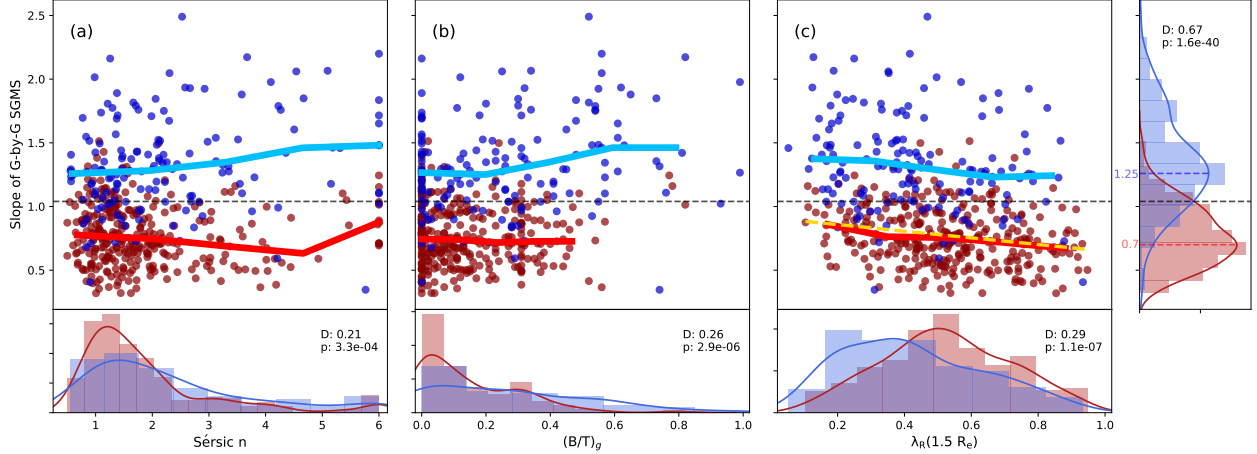 (a)
(b)
(c)
D: 0.67
p: 1.6e-40
Slope of G-by-G SGMS
2.5
2.0
1.5
1.0
0.5
1.25
0.7
D: 0.21
p: 3.3e-04
D: 0.26
p: 2.9e-06
D: 0.29
p: 1.1e-07
1 2 3 4 5 6
0.0 0.2 0.4 0.6 0.8 1.0
0.2 0.4 0.6 0.8 1.0
Sérsic n
(B/T)g
λR(1.5 Re)